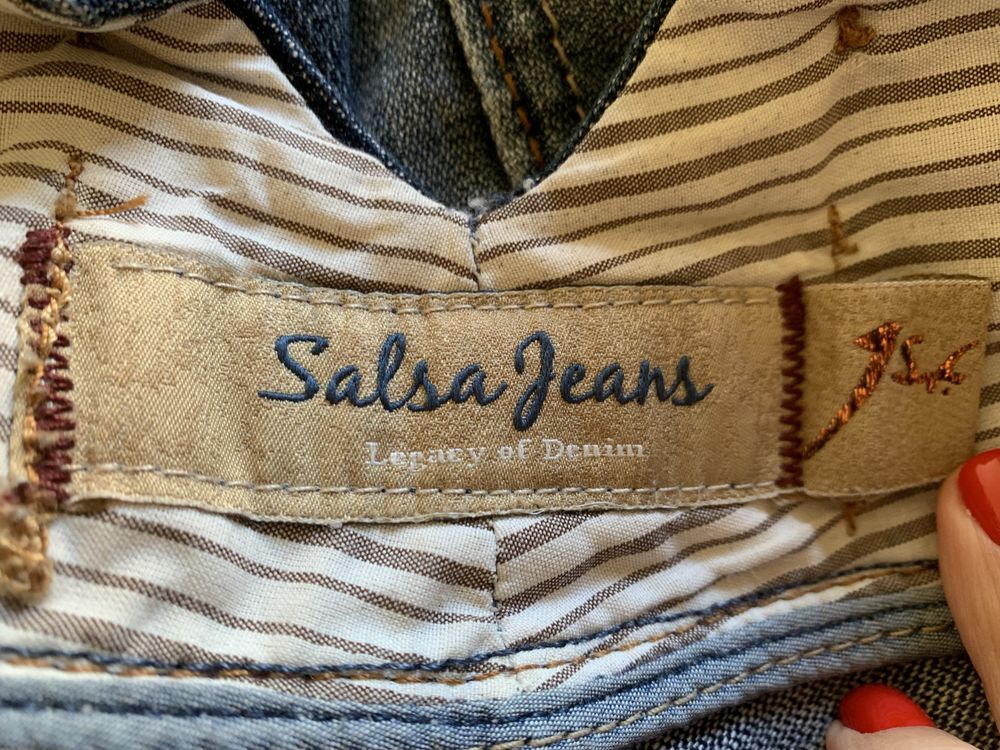 Salsa Jeans
Legacy of Denim